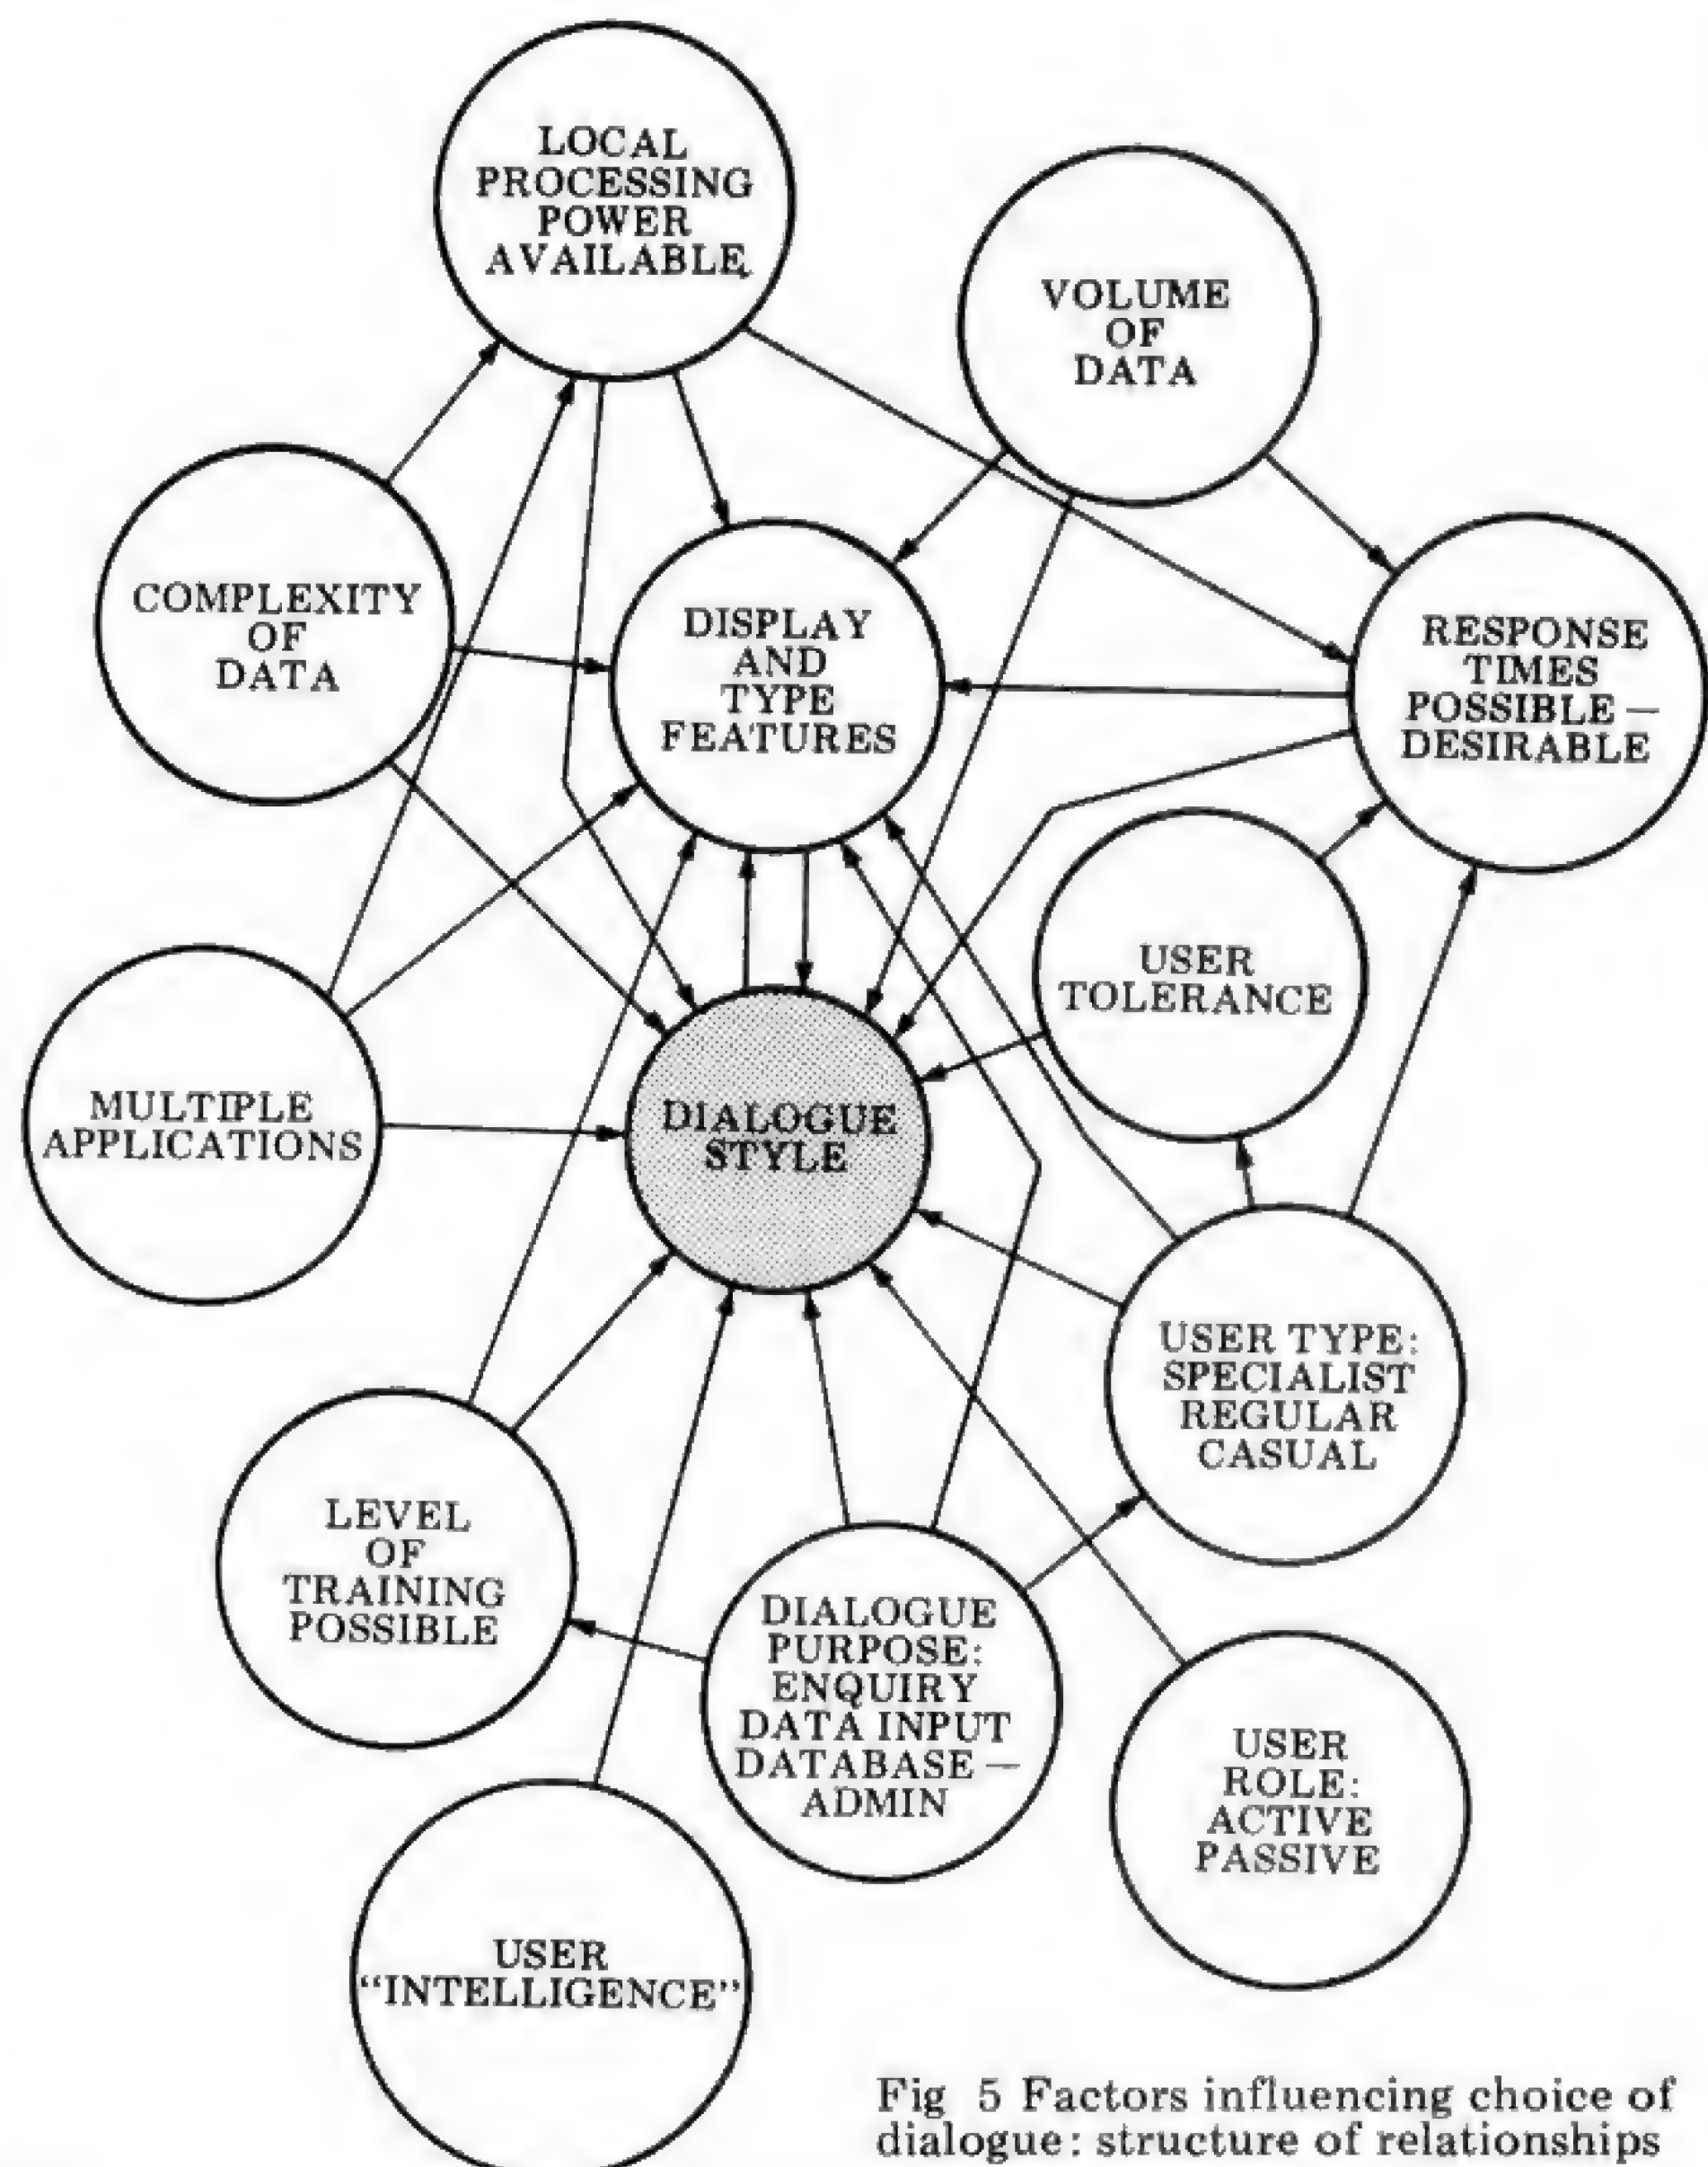 LOCAL
PROCESSING
POWER
AVAILABLE
VOLUME
OF
DATA
COMPLEXITY
OF
DATA
DISPLAY
AND
TYPE
FEATURES
RESPONSE
TIMES
POSSIBLE —
DESIRABLE
USER
TOLERANCE
MULTIPLE
APPLICATIONS
DIALOGUE
STYLE
USER TYPE:
SPECIALIST
REGULAR
CASUAL
LEVEL
OF
TRAINING
POSSIBLE
DIALOGUE
PURPOSE:
ENQUIRY
DATA INPUT
DATABASE —
ADMIN
USER
ROLE:
ACTIVE
PASSIVE
USER
“INTELLIGENCE”
Fig 5 Factors influencing choice of
dialogue: structure of relationships